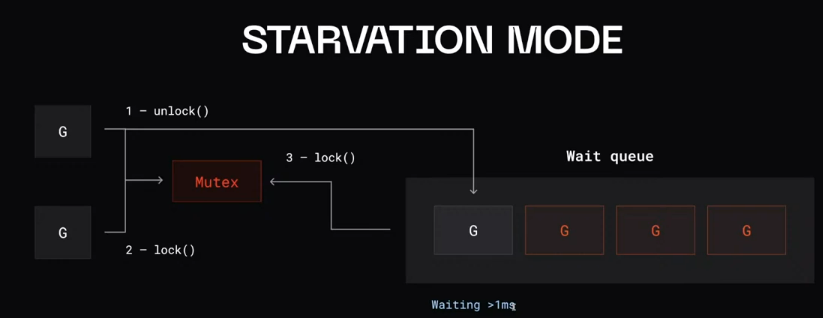 STARVATION MODE
1 – unlock()
G
3 – lock()
Wait queue
Mutex
G
G
G
G
G
2 – lock()
Waiting >1ms